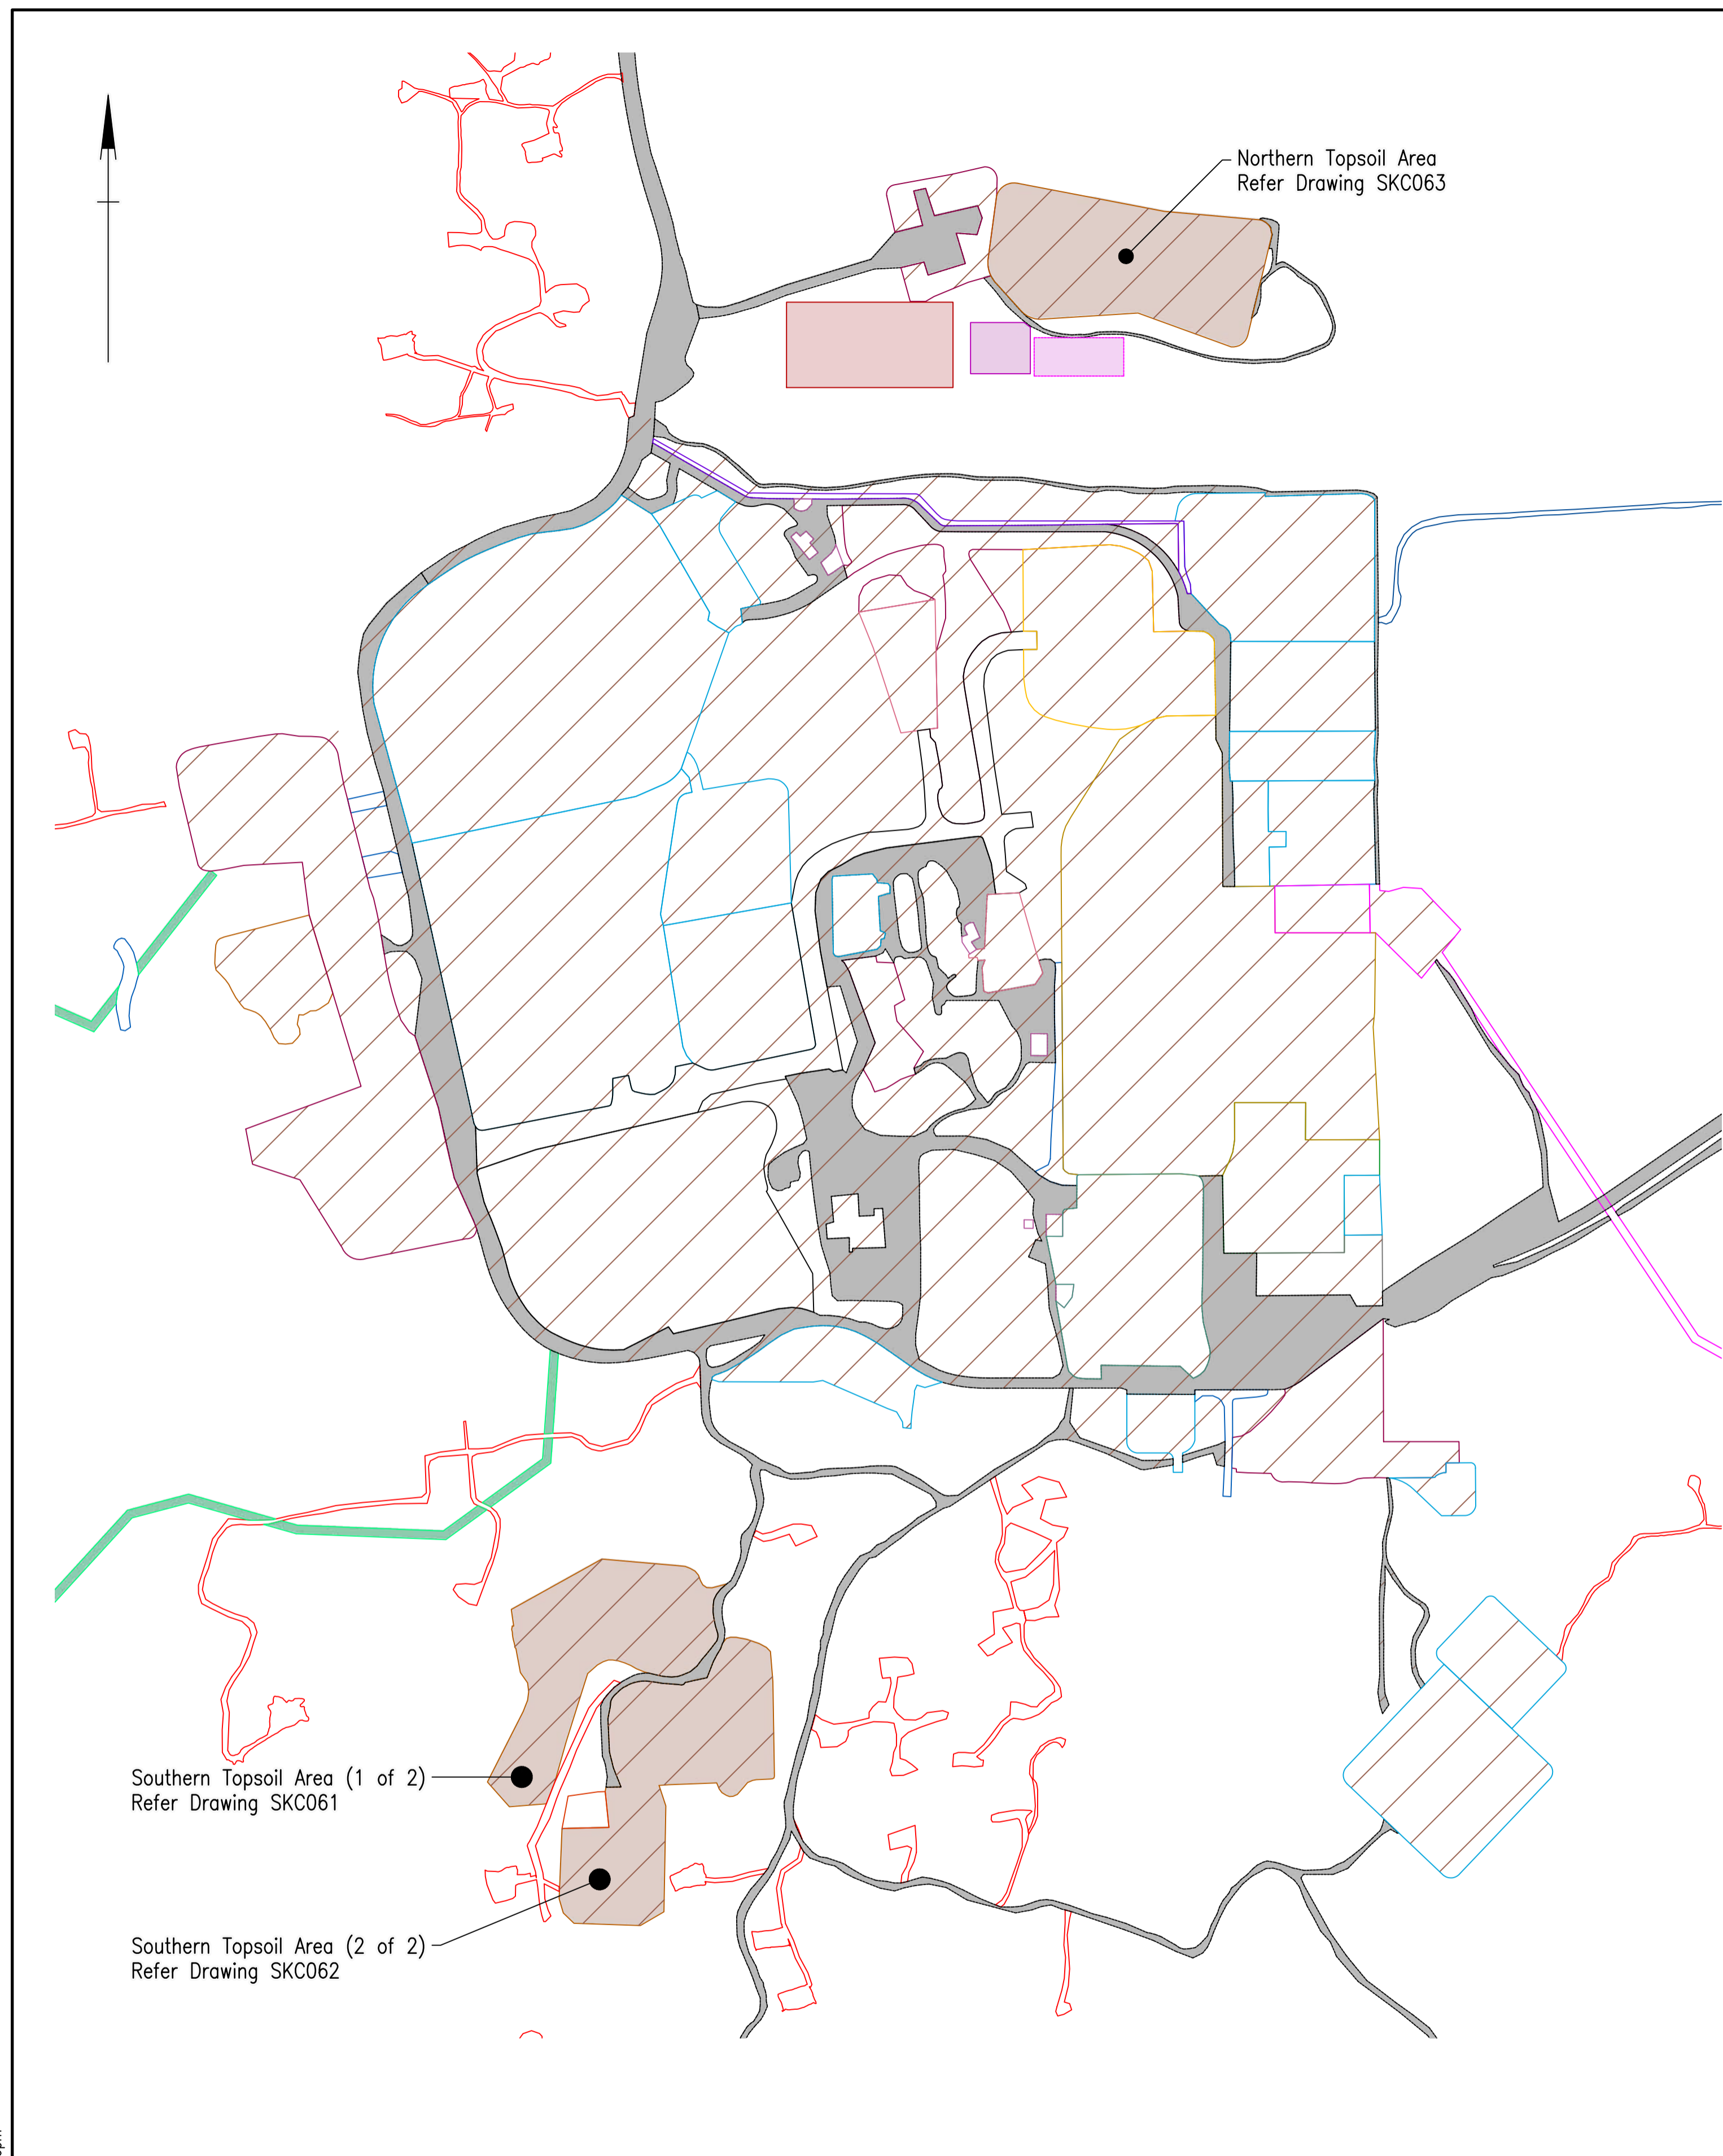 Northern Topsoil Area
Refer Drawing SKC063
Southern Topsoil Area (1 of 2)
Refer Drawing SKC061
Southern Topsoil Area (2 of 2)
Refer Drawing SKC062